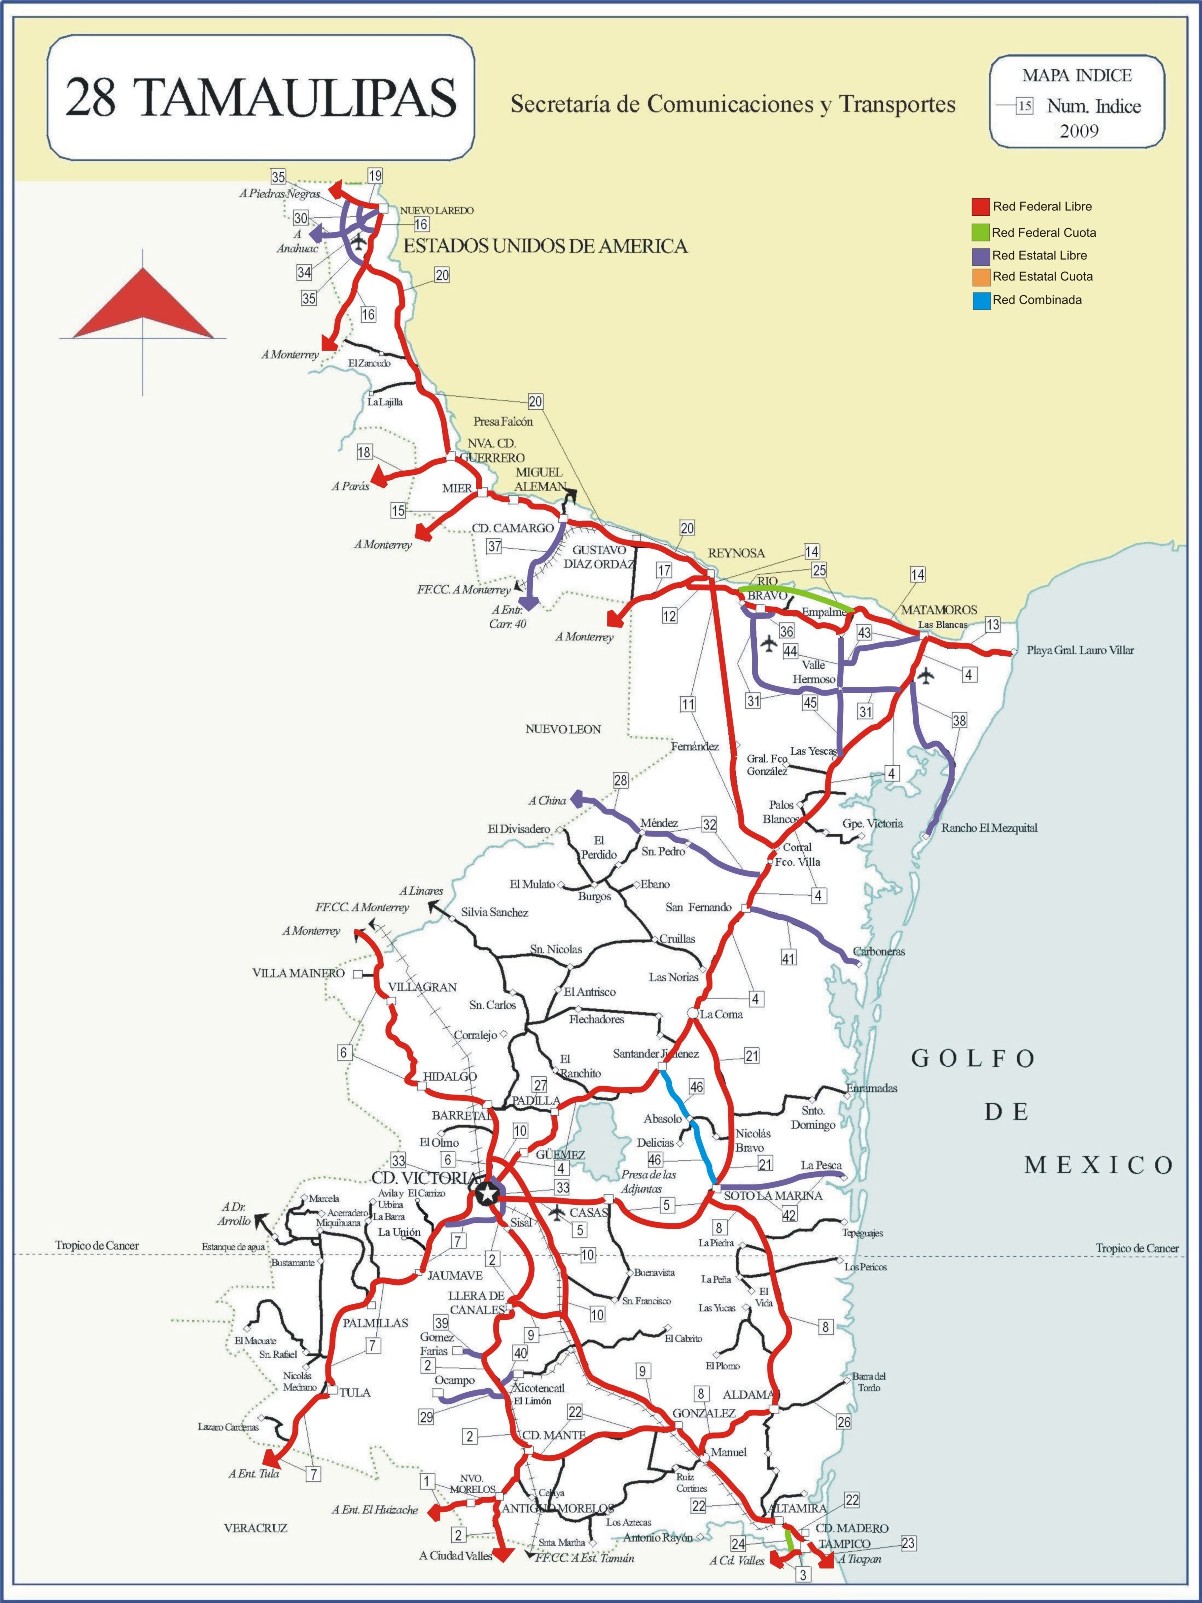 28 TAMAULIPAS
Secretaría de Comunicaciones y Transportes
MAPA INDICE
15 Num. Indice
2009
Red Federal Libre
Red Federal Cuota
Red Estatal Libre
Red Estatal Cuota
Red Combinada
35
19
A Piedras Negras
NUEVO LAREDO
30
16
A
Anahuac
ESTADOS UNIDOS DE AMERICA
34
20
35
16
A Monterrey
El Zancudo
La Lajilla
20
Presa Falcón
18
NVA. CD.
GUERRERO
MIGUEL
ALEMAN
A Parás
MIER
15
CD. CAMARGO
20
A Monterrey
37
GUSTAVO
DIAZ ORDAZ
REYNOSA
14
17
25
14
FF.CC. A Monterrey
RIO
BRAVO
A Entr.
Carr. 40
12
Empalme
MATAMOROS
Las Blancas
13
A Monterrey
36
43
44
Playa Gral. Lauro Villar
Valle
Hermoso
4
11
31
45
31
38
NUEVO LEON
Fernández
Las Yescas
Gral. Fco
González
4
28
A China
Palos
Blancos
Gpe. Victoria
Rancho El Mezquital
El Divisadero
Méndez
32
El
Perdido
Sn. Pedro
Corral
Fco. Villa
El Mulato
Ebano
Burgos
4
A Linares
FF.CC. A Monterrey
Silvia Sanchez
San Fernando
A Monterrey
Cruillas
Sn. Nicolas
41
Carboneras
VILLA MAINERO
Las Norias
VILLAGRAN
El Antrisco
Sn. Carlos
4
Flechadores
La Coma
Corralejo
6
Santander Jimenez
21
GOLFO
El
Ranchito
HIDALGO
27
46
Enramadas
PADILLA
BARRETAL
Abasolo
Snto.
Domingo
DE
El Olmo
10
Delicias
Nicolás
Bravo
GÜEMEZ
33
6
4
46
21
La Pesca
MEXICO
CD. VICTORIA
33
Presa de las
Adjuntas
SOTO LA MARINA
Marcela
Avila y
Urbina
El Carrizo
A Dr.
Arroyo
Acerradero
Miquihuana
La Barra
CASAS
5
42
Sisal
5
8
La Unión
Tepeguajes
7
La Piedra
Tropico de Cancer
Estanque de agua
2
10
Tropico de Cancer
Bustamante
Los Pericos
JAUMAVE
Buenavista
La Peña
El
Vida
LLERA DE
CANALES
Sn. Francisco
Las Yucas
10
PALMILLAS
39
9
8
El Macuate
Gomez
Farias
El Cabrito
Sn. Rafael
7
40
2
El Plomo
Nicolás
Medrano
9
Barra del
Tordo
TULA
Ocampo
Xicotencatl
El Limón
8
ALDAMA
29
22
GONZALEZ
26
Lazaro Cardenas
2
CD. MANTE
Manuel
A Ent. Tula
7
1
NVO.
MORELOS
Celaya
Ruiz
Cortines
22
22
A Ent. El Huizache
ANTIGUO MORELOS
ALTAMIRA
VERACRUZ
Los Aztecas
CD. MADERO
2
Snta. Martha
Antonio Rayón
24
TAMPICO
23
A Ciudad Valles
FF.CC. A Est. Tamuín
A Cd. Valles
A Tuxpan
3